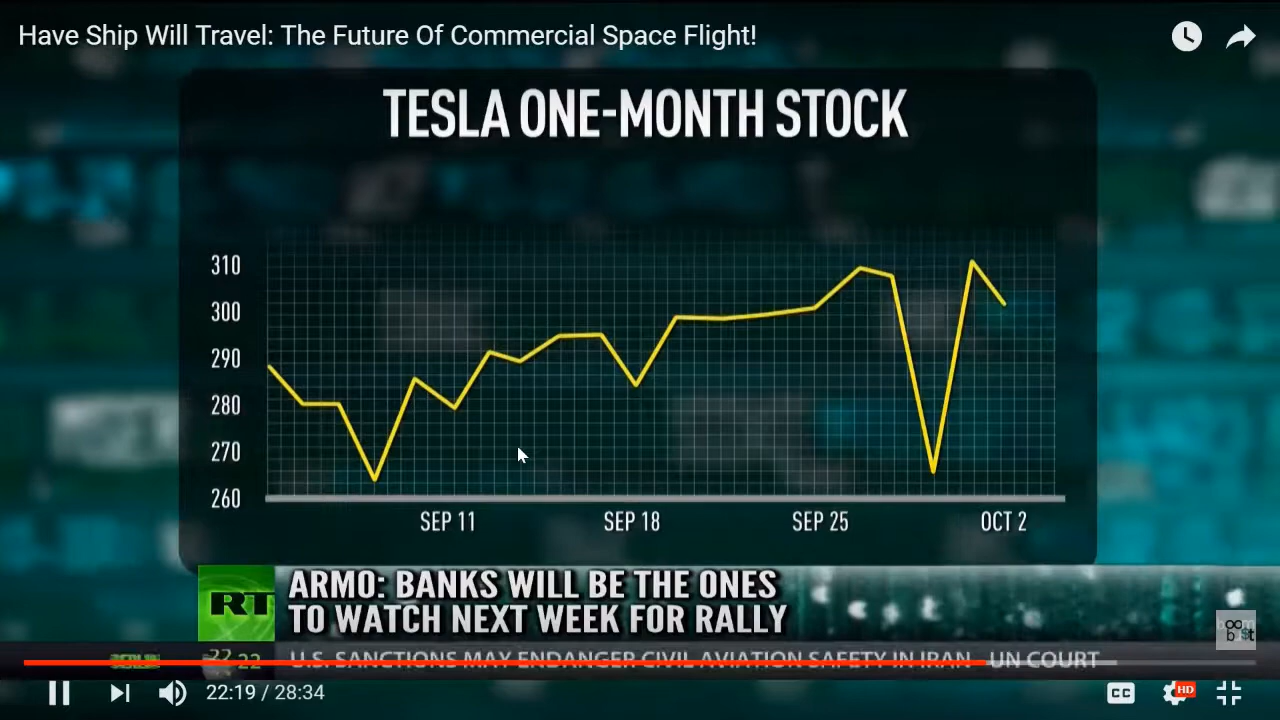 Have Ship Will Travel: The Future Of Commercial Space Flight!
TESLA ONE-MONTH STOCK
310
300
290
280
270
260
SEP 11 SEP 18 SEP 25 OCT 2
RT
ARMO: BANKS WILL BE THE ONES
TO WATCH NEXT WEEK FOR RALLY
BERLIN 22 22 U.S. SANCTIONS MAY ENDANGER CIVIL AVIATION SAFETY IN IRAN - UN COURT
22:19 / 28:34
CC
HD